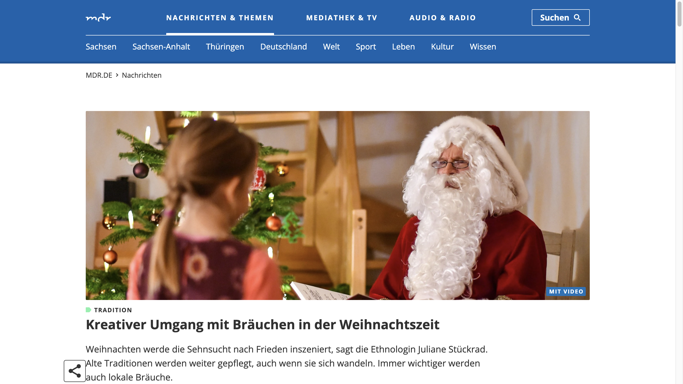 mdr
NACHRICHTEN & THEMEN
MEDIATHEK & TV
AUDIO & RADIO
Suchen
Sachsen
Sachsen-Anhalt
Thüringen
Deutschland
Welt
Sport
Leben
Kultur
Wissen
MDR.DE > Nachrichten
MIT VIDEO
TRADITION
Kreativer Umgang mit Bräuchen in der Weihnachtszeit
Weihnachten werde die Sehnsucht nach Frieden inszeniert, sagt die Ethnologin Juliane Stückrad.
Alte Traditionen werden weiter gepflegt, auch wenn sie sich wandeln. Immer wichtiger werden
auch lokale Bräuche.